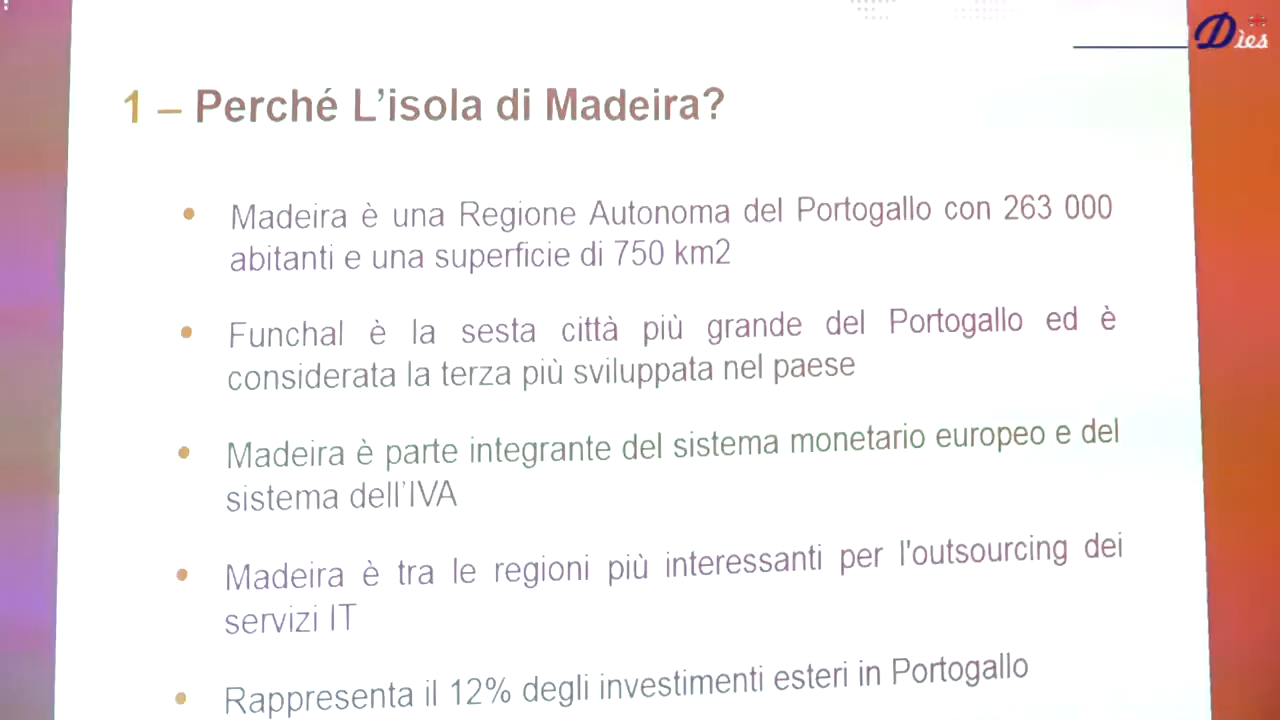 Dies
1 – Perché L'isola di Madeira?
• Madeira è una Regione Autonoma del Portogallo con 263 000
abitanti e una superficie di 750 km2
• Funchal è la sesta città più grande del Portogallo ed è
considerata la terza più sviluppata nel paese
• Madeira è parte integrante del sistema monetario europeo e del
sistema dell'IVA
• Madeira è tra le regioni più interessanti per l'outsourcing dei
servizi IT
• Rappresenta il 12% degli investimenti esteri in Portogallo